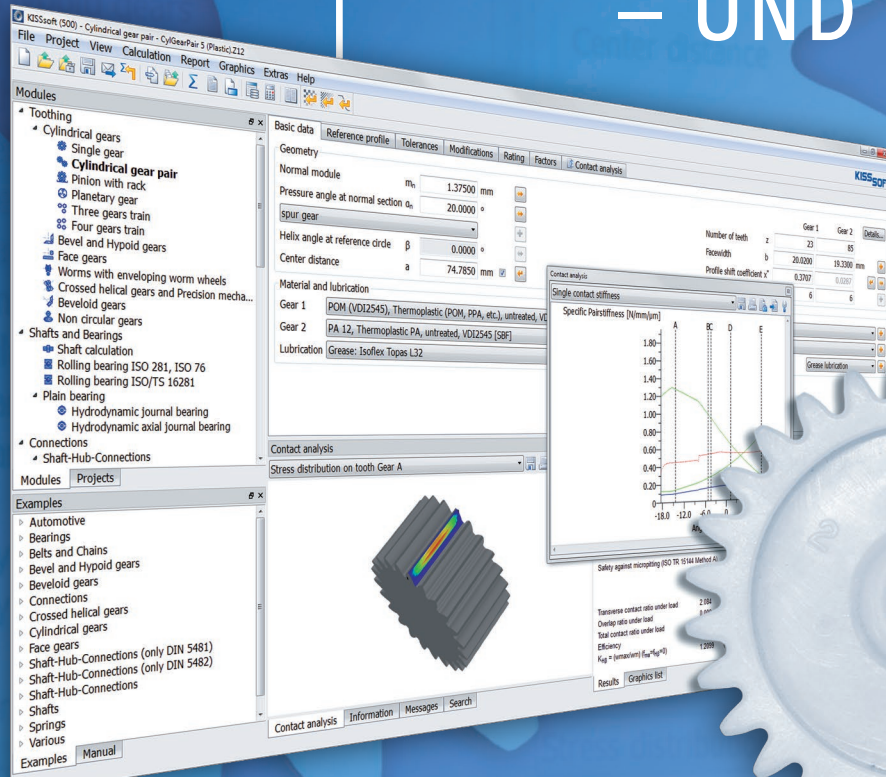 – UND
KISSsoft (500) - Cylindrical gear pair - CylGearPair 5 (Plastic).Z12
File Project View Calculation Report Graphics Extras Help
Modules
Toothing
Cylindrical gears
Single gear
Cylindrical gear pair
Pinion with rack
Planetary gear
Three gears train
Four gears train
Bevel and Hypoid gears
Face gears
Worms with enveloping worm wheels
Crossed helical gears and Precision mecha...
Beveloid gears
Non circular gears
Shafts and Bearings
Shaft calculation
Rolling bearing ISO 281, ISO 76
Rolling bearing ISO/TS 16281
Plain bearing
Hydrodynamic journal bearing
Hydrodynamic axial journal bearing
Connections
Shaft-Hub-Connections
Modules Projects
Examples
Automotive
Bearings
Belts and Chains
Bevel and Hypoid gears
Beveloid gears
Connections
Crossed helical gears
Cylindrical gears
Face gears
Shaft-Hub-Connections (only DIN 5481)
Shaft-Hub-Connections (only DIN 5482)
Shaft-Hub-Connections
Shafts
Springs
Various
Examples Manual
Basic data Reference profile Tolerances Modifications Rating Factors Contact analysis
KISSsoft
Geometry
Normal module mn 1.37500 mm
Pressure angle at normal section αn 20.0000 °
spur gear
Helix angle at reference circle β 0.0000 °
Center distance a 74.7850 mm
Gear 1 Gear 2 Details...
Number of teeth z 23 85
Facewidth b 20.0200 19.3300 mm
Profile shift coefficient x* 0.3707 0.0287
6 6
Material and lubrication
Gear 1 POM (VDI2545), Thermoplastic (POM, PPA, etc.), untreated, VD
Gear 2 PA 12, Thermoplastic PA, untreated, VDI2545 [SBF]
Lubrication Grease: Isoflex Topas L32
Grease lubrication
Contact analysis
Single contact stiffness
Specific Pairstiffness [N/mm/μm]
A BC D E
1.80
1.60
1.40
1.20
1.00
0.80
0.60
0.40
0.20
0
-18.0 -12.0 -6.0 0
Ang
Contact analysis
Stress distribution on tooth Gear A
Safety against micropitting (ISO TR 15144 Method A)
Transverse contact ratio under load 2.084
Overlap ratio under load
Total contact ratio under load
Efficiency
1.2099
Results Graphics list
Contact analysis Information Messages Search
2